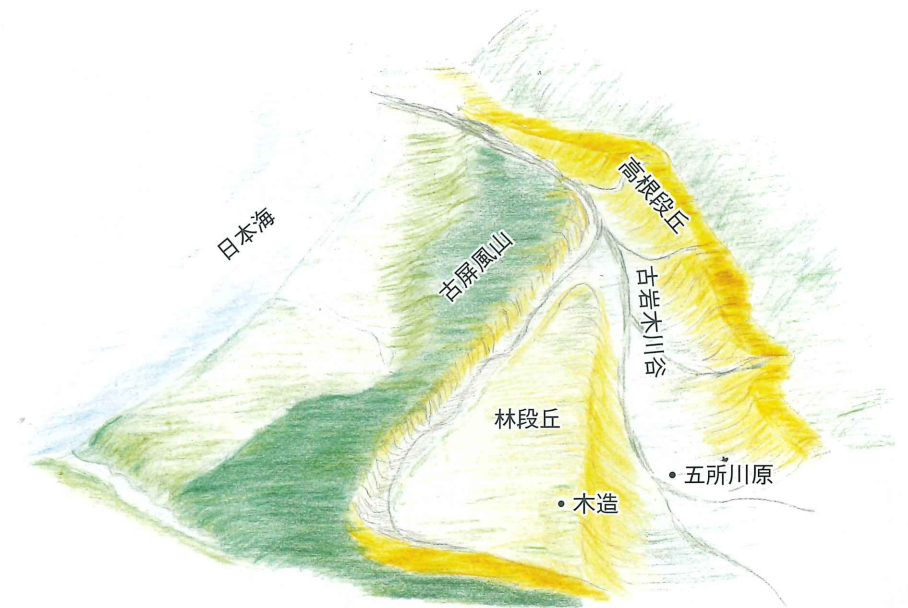 高根段丘
日本海
古屏風山
古岩木川谷
林段丘
五所川原
木造